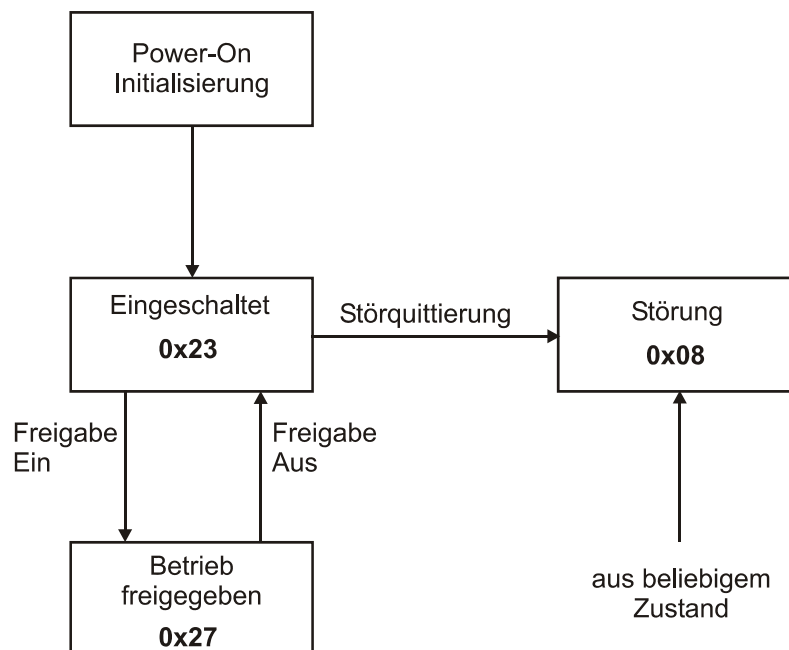 Power-On
Initialisierung
Eingeschaltet
0x23
Störquittierung
Störung
0x08
Freigabe
Ein
Freigabe
Aus
Betrieb
freigegeben
0x27
aus beliebigem
Zustand